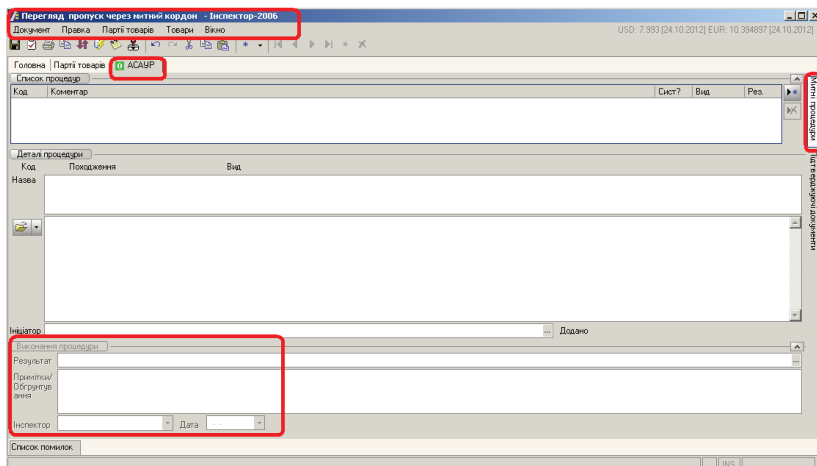 Перегляд пропуск через митний кордон - Інспектор-2006
Документ Правка Партії товарів Товари Вікно
USD: 7.993 [24.10.2012] EUR: 10.394897 [24.10.2012]
Головна Партії товарів АСАУР
Список процедур
Код Коментар Сист? Вид Рез.
Митні процедури
Підтверджуючі документи
Деталі процедури
Код Походження Вид
Назва
Ініціатор ... Додано
Виконання процедури
Результат ...
Примітки/
Обгрунтув
ання
Інспектор Дата . .
Список помилок
INS